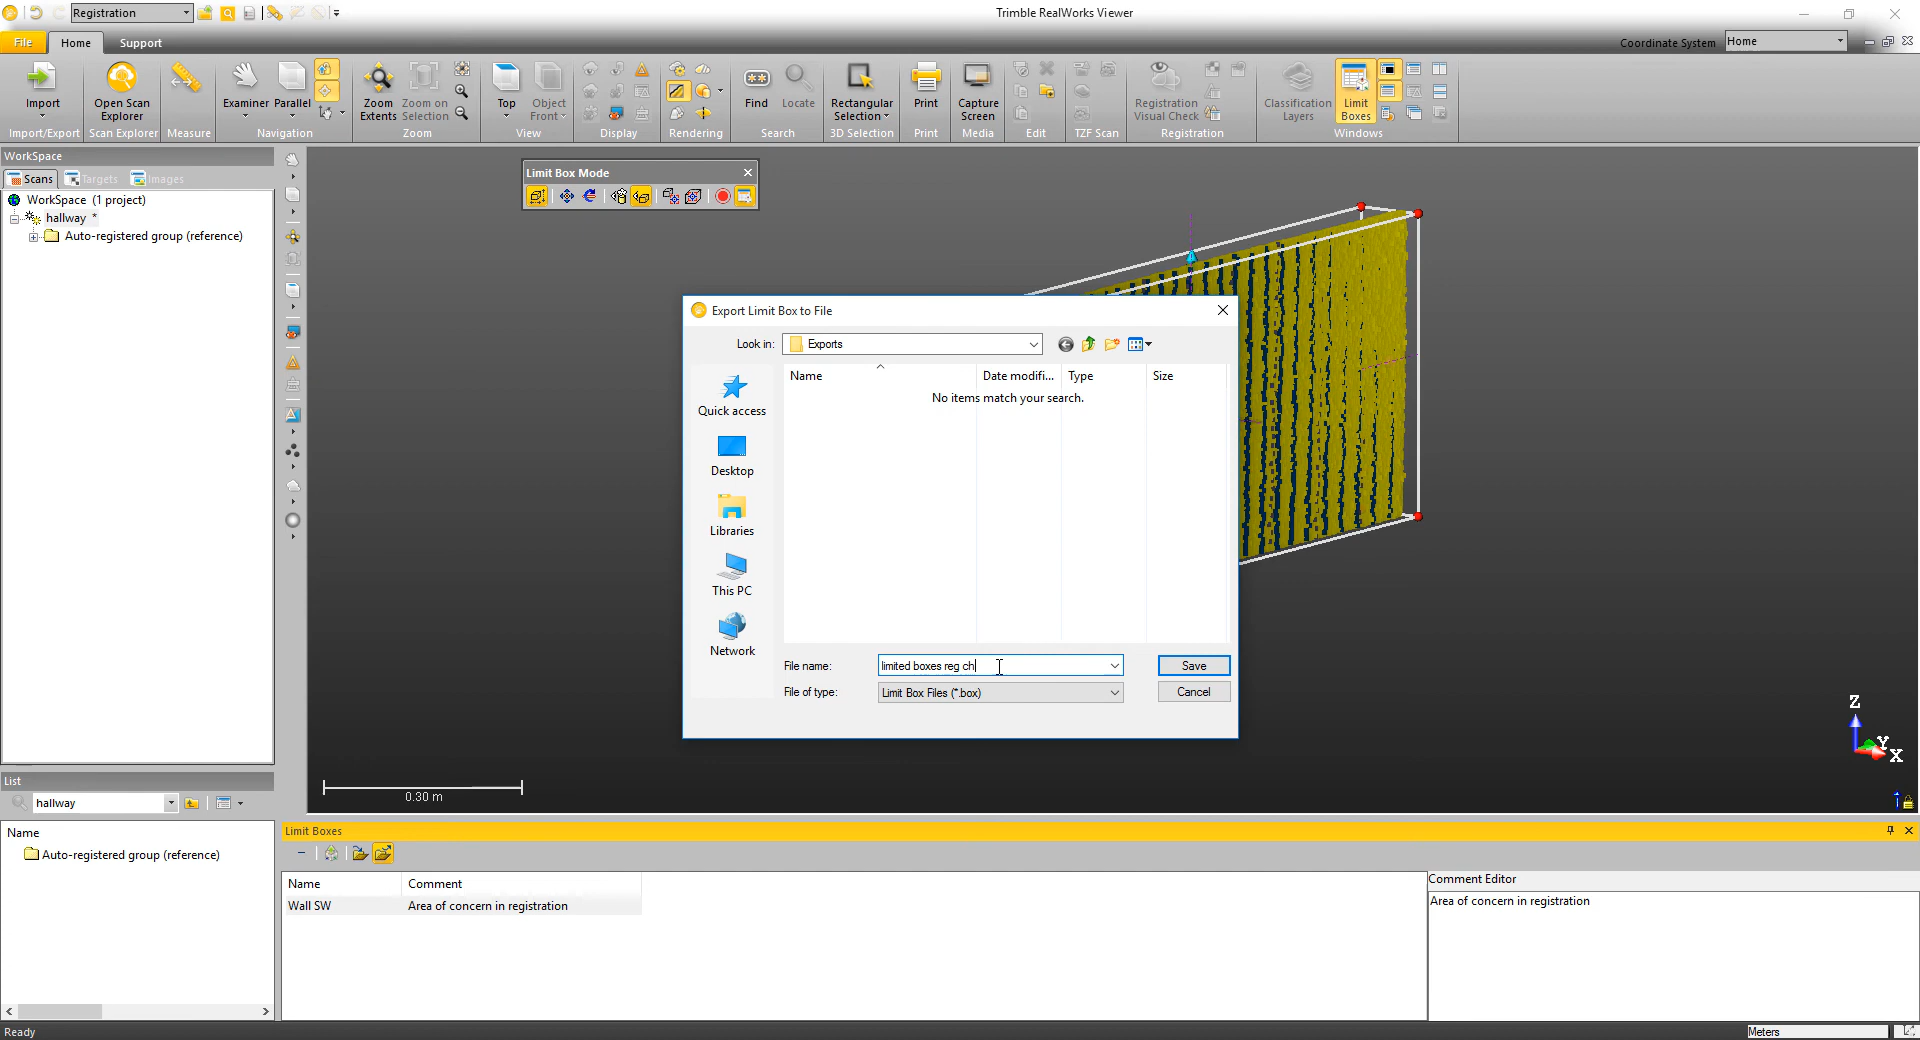 Registration
Trimble RealWorks Viewer
File
Home
Support
Coordinate System
Home
Import
Open Scan
Explorer
Examiner
Parallel
Zoom
Extents
Zoom on
Selection
Top
Object
Front
Find
Locate
Rectangular
Selection
Print
Capture
Screen
Registration
Visual Check
Classification
Layers
Limit
Boxes
Import/Export
Scan Explorer
Measure
Navigation
Zoom
View
Display
Rendering
Search
3D Selection
Print
Media
Edit
TZF Scan
Registration
Windows
WorkSpace
Scans
Targets
Images
WorkSpace (1 project)
hallway *
Auto-registered group (reference)
Limit Box Mode
Export Limit Box to File
Look in:
Exports
Name
Date modifi...
Type
Size
No items match your search.
Quick access
Desktop
Libraries
This PC
Network
File name:
limited boxes reg ch
Save
File of type:
Limit Box Files (*.box)
Cancel
Z
Y
X
0.30 m
List
hallway
Name
Auto-registered group (reference)
Limit Boxes
Name
Comment
Wall SW
Area of concern in registration
Comment Editor
Area of concern in registration
Ready
Meters